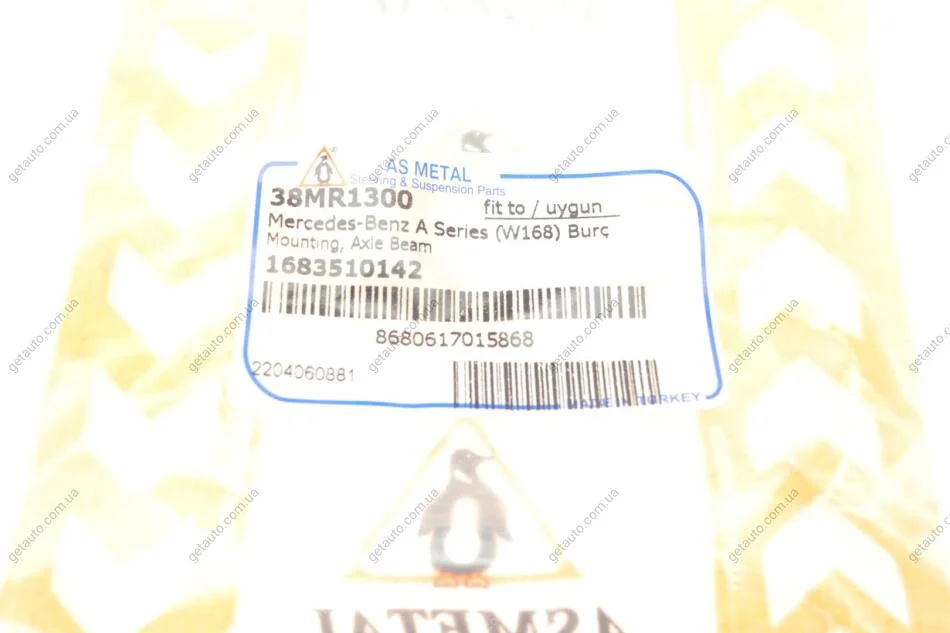 AS METAL
Steering & Suspension Parts
38MR1300
fit to / uygun
Mercedes-Benz A Series (W168) Burç
Mounting, Axle Beam
1683510142
8680617015868
2204060881
MADE IN TURKEY
ASMETAL
getauto.com.ua